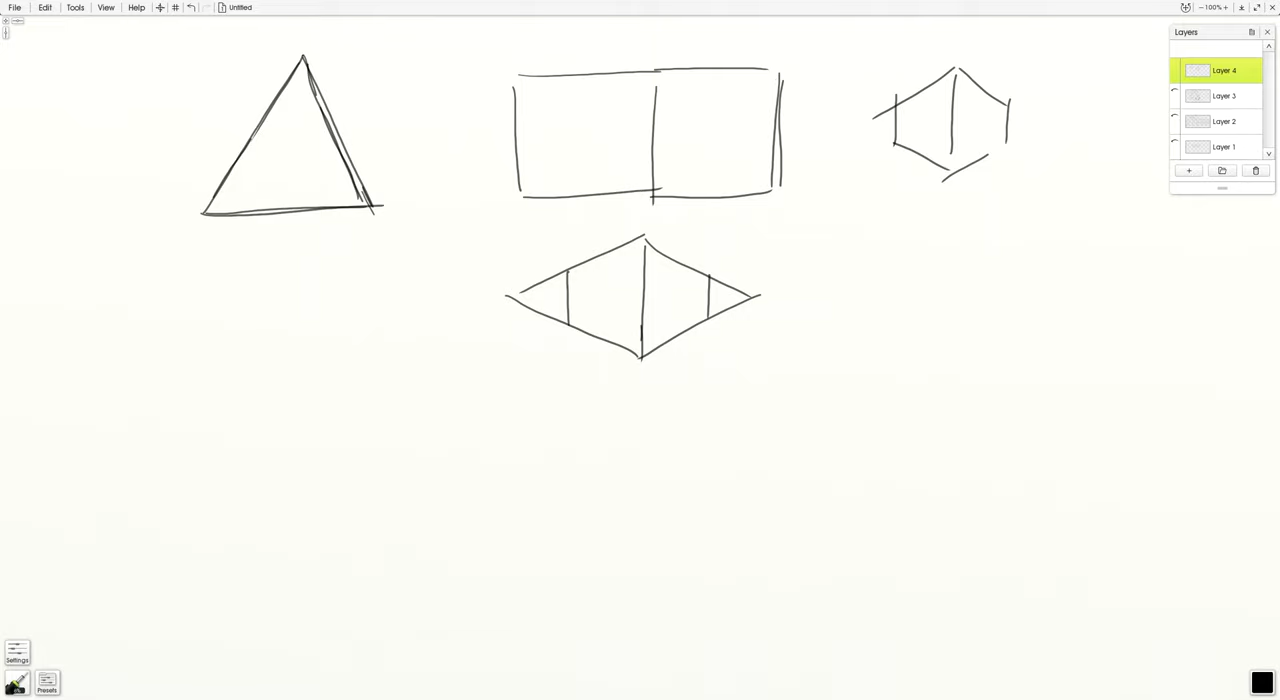 File Edit Tools View Help Untitled
−100%+
Layers
Layer 4
Layer 3
Layer 2
Layer 1
Settings
Presets